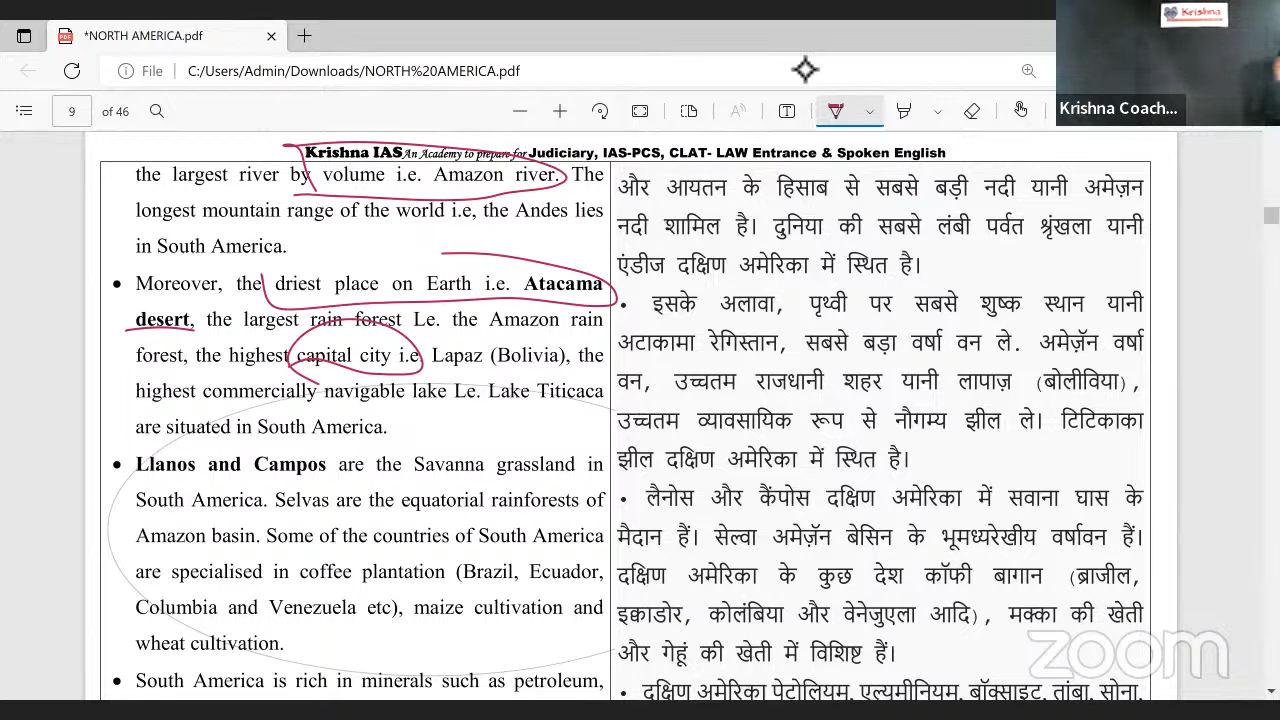 *NORTH AMERICA.pdf
Krishna
File C:/Users/Admin/Downloads/NORTH%20AMERICA.pdf
9 of 46
Krishna Coach...
Krishna IAS An Academy to prepare for Judiciary, IAS-PCS, CLAT- LAW Entrance & Spoken English
the largest river by volume i.e. Amazon river. The
longest mountain range of the world i.e, the Andes lies
in South America.
• Moreover, the driest place on Earth i.e. Atacama
desert, the largest rain forest Le. the Amazon rain
forest, the highest capital city i.e Lapaz (Bolivia), the
highest commercially navigable lake Le. Lake Titicaca
are situated in South America.
• Llanos and Campos are the Savanna grassland in
South America. Selvas are the equatorial rainforests of
Amazon basin. Some of the countries of South America
are specialised in coffee plantation (Brazil, Ecuador,
Columbia and Venezuela etc), maize cultivation and
wheat cultivation.
• South America is rich in minerals such as petroleum,
और आयतन के हिसाब से सबसे बड़ी नदी यानी अमेज़न
नदी शामिल है। दुनिया की सबसे लंबी पर्वत श्रृंखला यानी
एंडीज दक्षिण अमेरिका में स्थित है।
• इसके अलावा, पृथ्वी पर सबसे शुष्क स्थान यानी
अटाकामा रेगिस्तान, सबसे बड़ा वर्षा वन ले. अमेज़ॅन वर्षा
वन, उच्चतम राजधानी शहर यानी लापाज़ (बोलीविया),
उच्चतम व्यावसायिक रूप से नौगम्य झील ले। टिटिकाका
झील दक्षिण अमेरिका में स्थित है।
• लैनोस और कैंपोस दक्षिण अमेरिका में सवाना घास के
मैदान हैं। सेल्वा अमेज़ॅन बेसिन के भूमध्यरेखीय वर्षावन हैं।
दक्षिण अमेरिका के कुछ देश कॉफी बागान (ब्राजील,
इक्वाडोर, कोलंबिया और वेनेजुएला आदि), मक्का की खेती
और गेहूं की खेती में विशिष्ट हैं।
• दक्षिण अमेरिका पेट्रोलियम, एल्यूमीनियम, बॉक्साइट, तांबा, सोना,
zoom